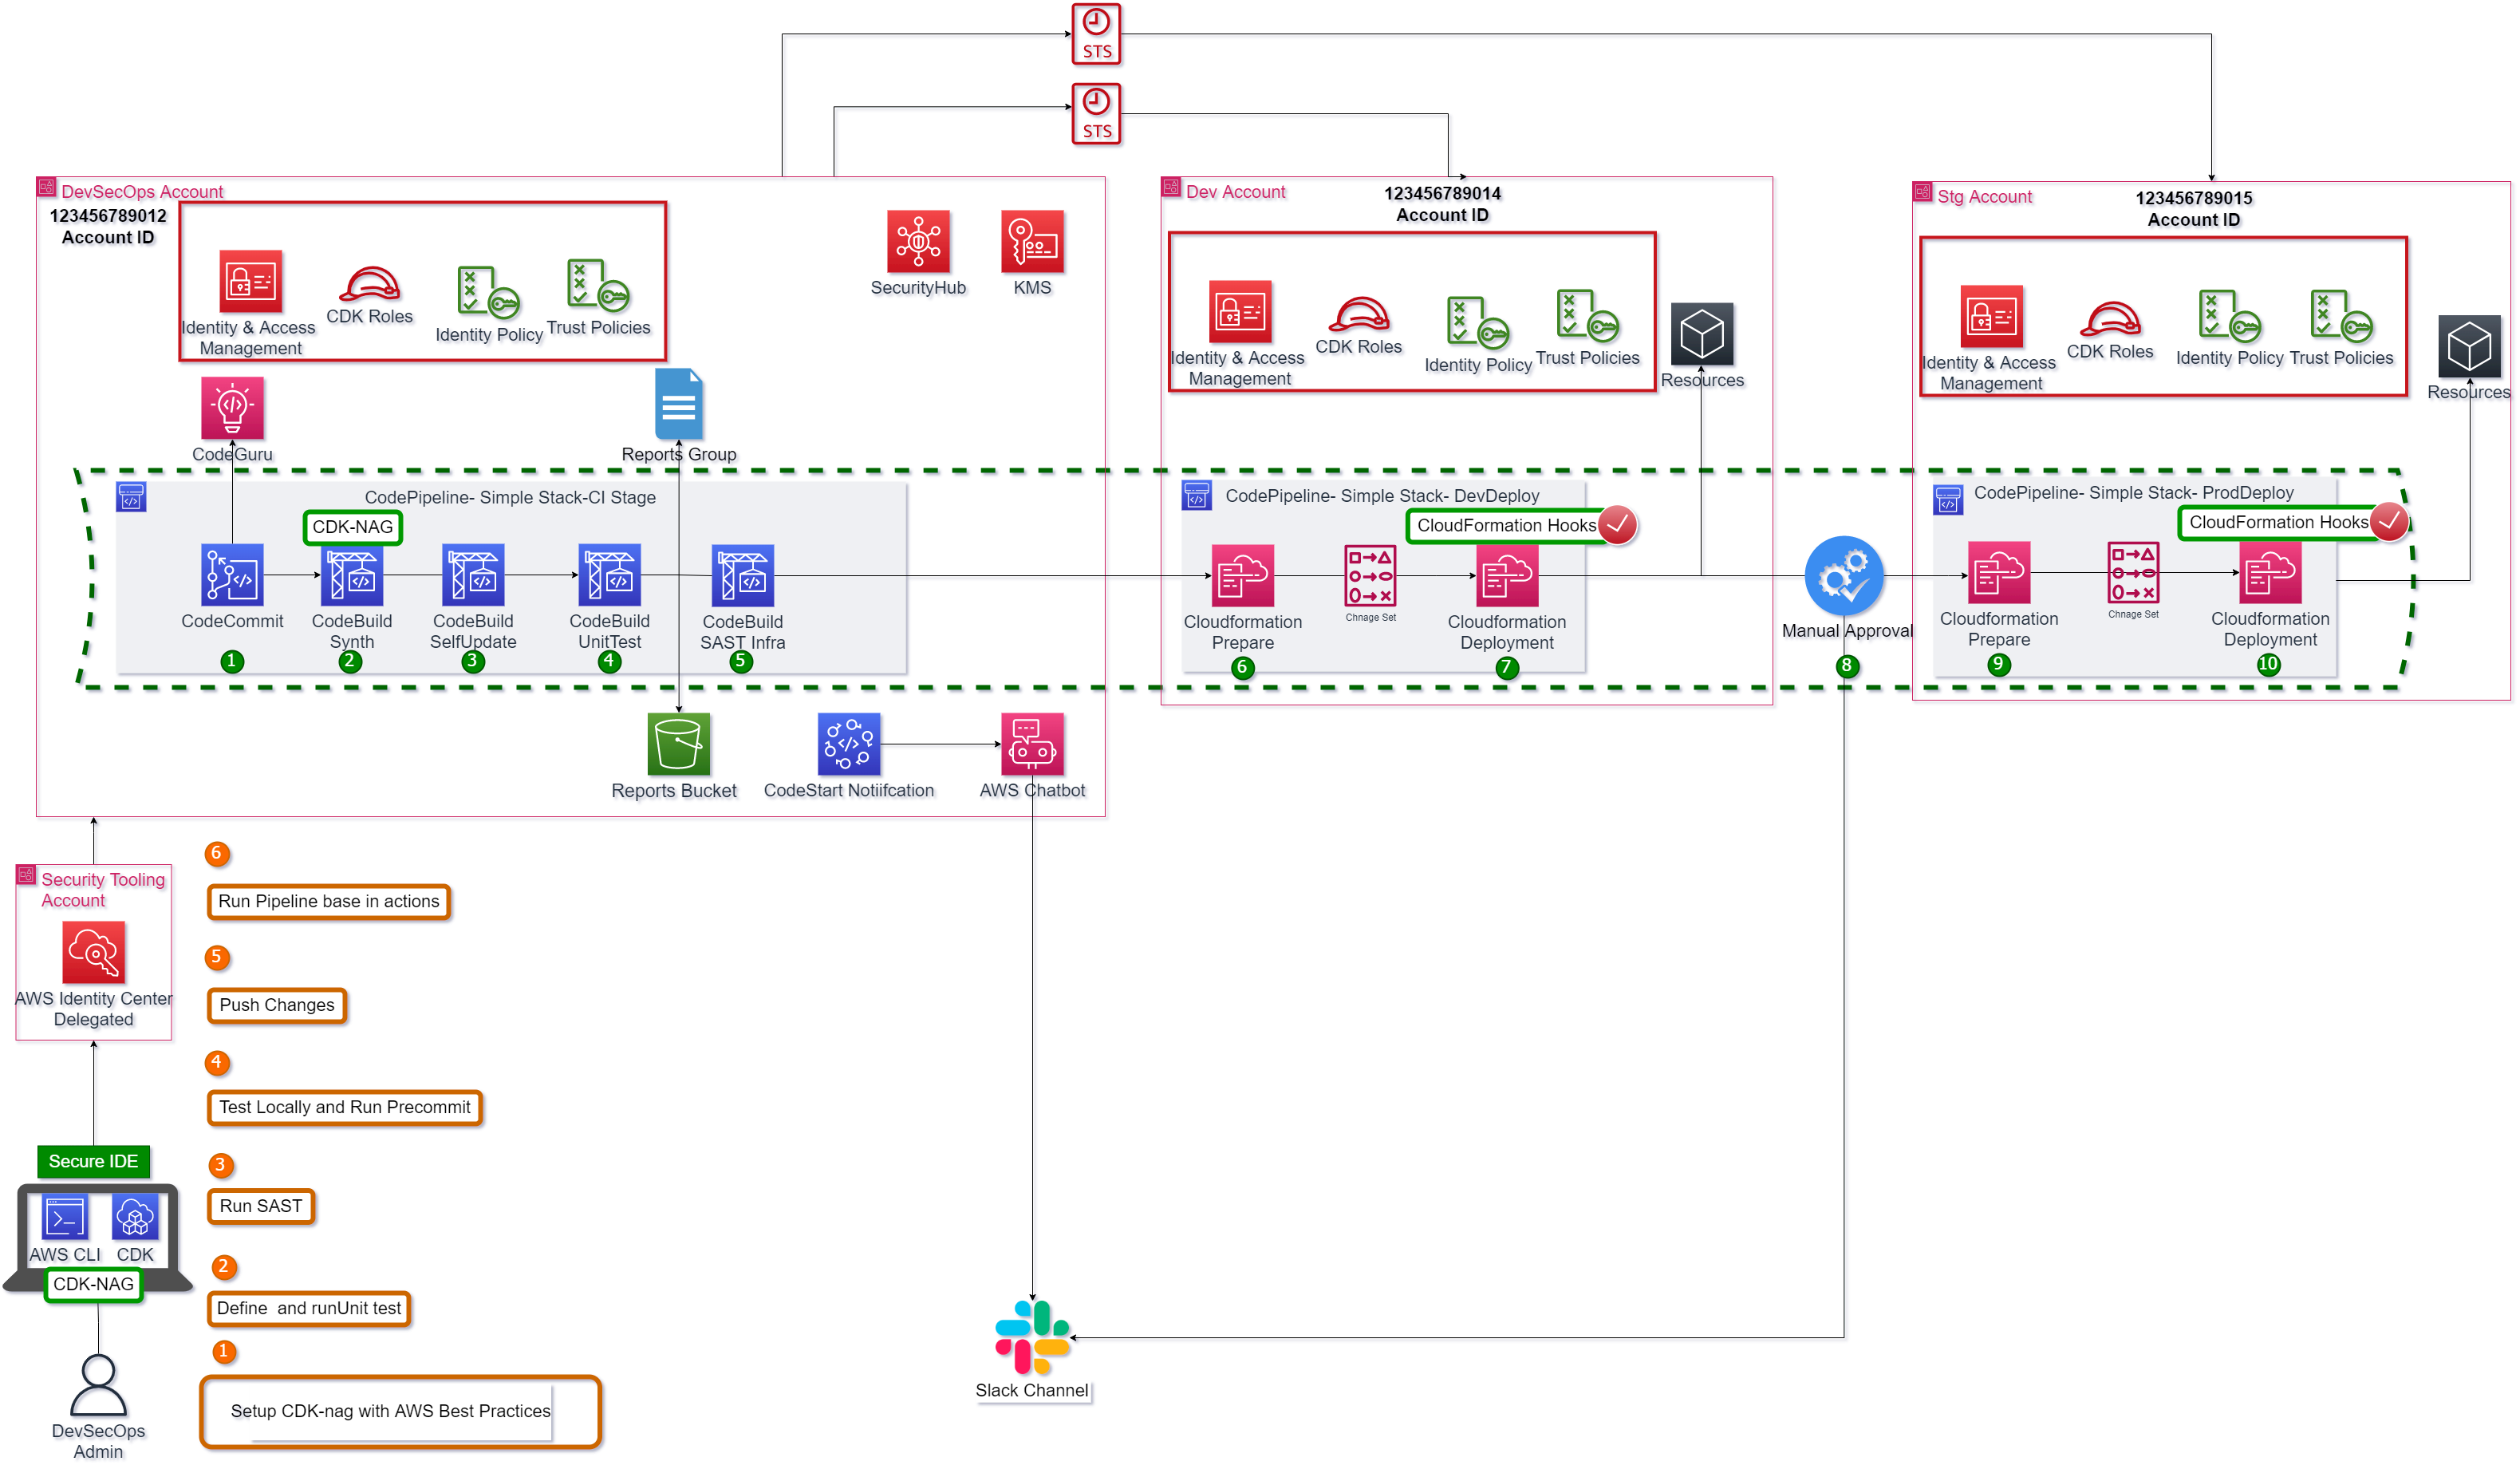 STS
STS
DevSecOps Account
123456789012
Account ID
Identity & Access
Management
CDK Roles
Identity Policy
Trust Policies
SecurityHub
KMS
CodeGuru
Reports Group
CodePipeline- Simple Stack-CI Stage
CDK-NAG
CodeCommit
1
CodeBuild
Synth
2
CodeBuild
SelfUpdate
3
CodeBuild
UnitTest
4
CodeBuild
SAST Infra
5
Reports Bucket
CodeStart Notiifcation
AWS Chatbot
Dev Account
123456789014
Account ID
Identity & Access
Management
CDK Roles
Identity Policy
Trust Policies
Resources
CodePipeline- Simple Stack- DevDeploy
CloudFormation Hooks
Cloudformation
Prepare
6
Chnage Set
Cloudformation
Deployment
7
Manual Approval
8
Stg Account
123456789015
Account ID
Identity & Access
Management
CDK Roles
Identity Policy
Trust Policies
Resources
CodePipeline- Simple Stack- ProdDeploy
CloudFormation Hooks
Cloudformation
Prepare
9
Chnage Set
Cloudformation
Deployment
10
Security Tooling
Account
AWS Identity Center
Delegated
Secure IDE
AWS CLI
CDK
CDK-NAG
DevSecOps
Admin
6
Run Pipeline base in actions
5
Push Changes
4
Test Locally and Run Precommit
3
Run SAST
2
Define  and runUnit test
1
Setup CDK-nag with AWS Best Practices
Slack Channel